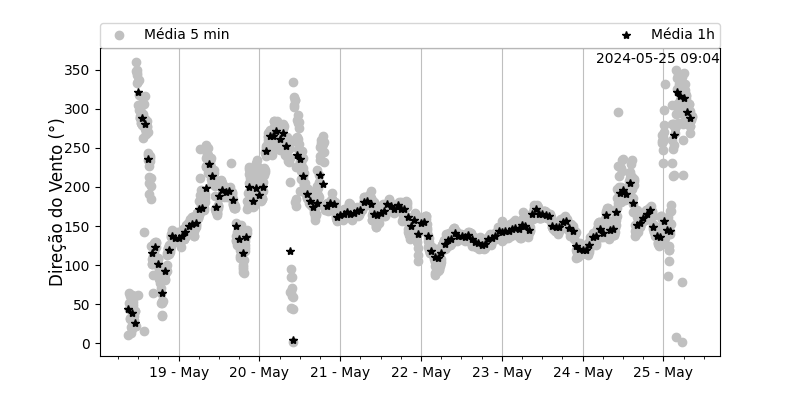 Média 5 min
Média 1h
2024-05-25 09:04
Direção do Vento (°)
350
300
250
200
150
100
50
0
19 - May
20 - May
21 - May
22 - May
23 - May
24 - May
25 - May